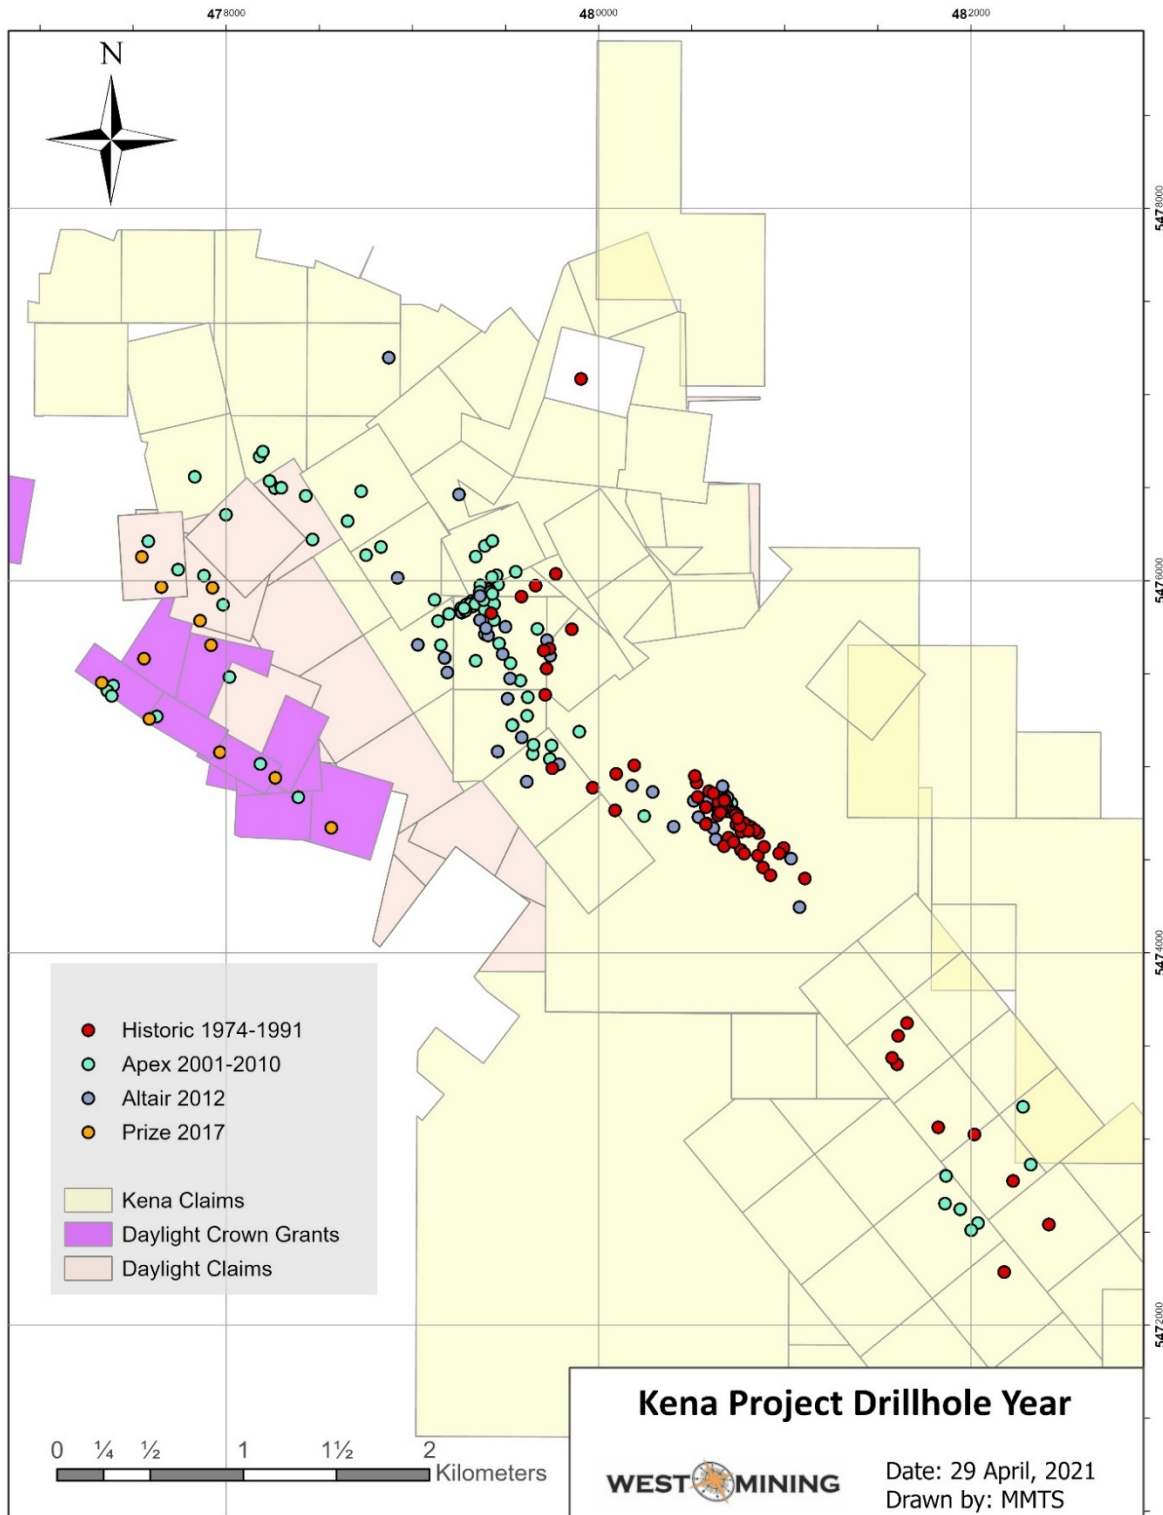 478000 480000 482000
N
5478000
5476000
5474000
5472000
Historic 1974-1991
Apex 2001-2010
Altair 2012
Prize 2017
Kena Claims
Daylight Crown Grants
Daylight Claims
0 ¼ ½ 1 1½ 2
Kilometers
Kena Project Drillhole Year
WEST MINING
Date: 29 April, 2021
Drawn by: MMTS